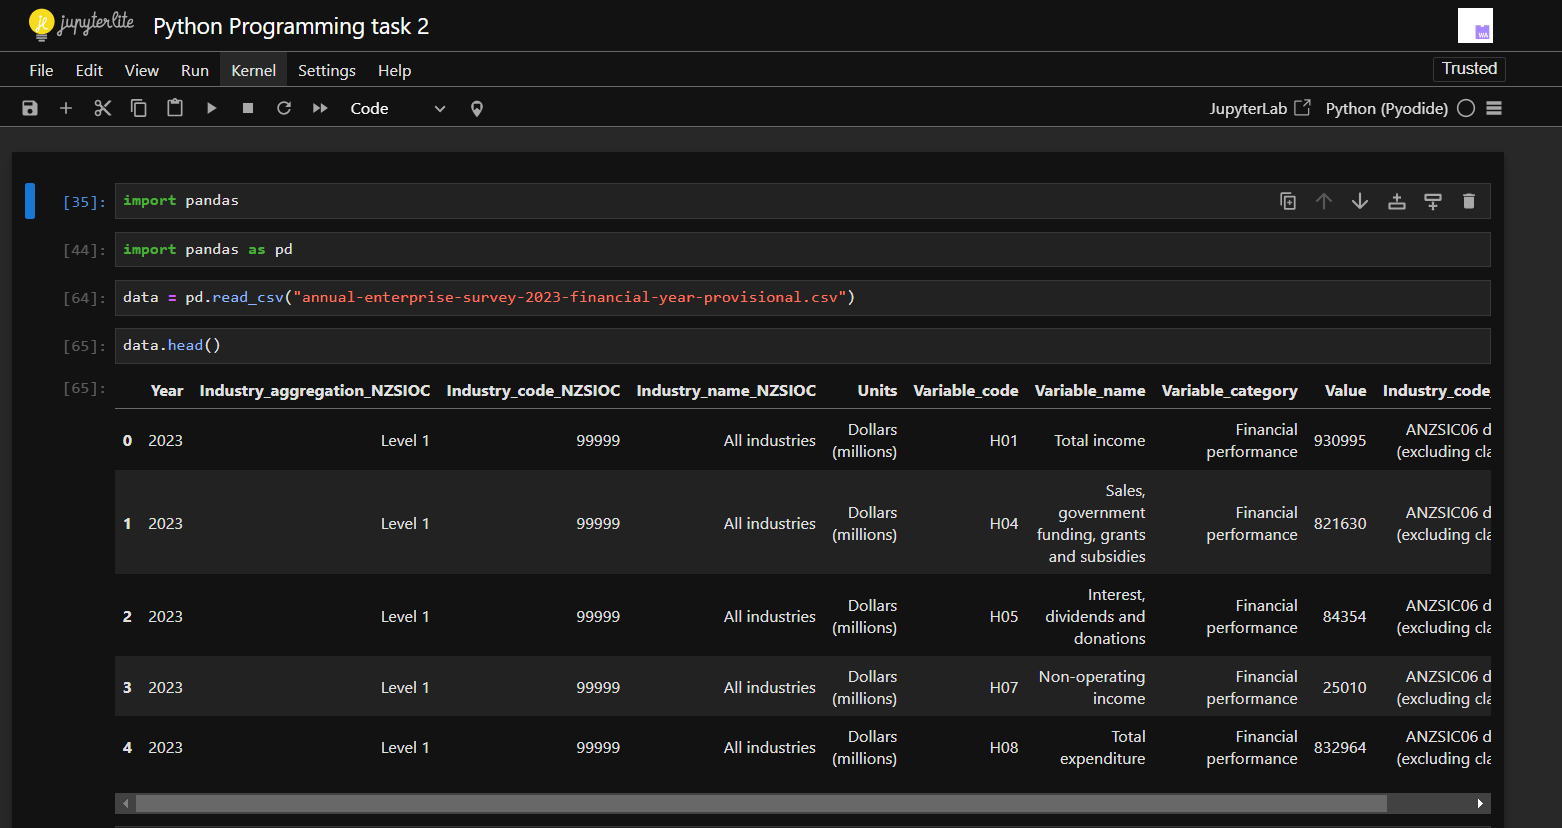 jupyterlite Python Programming task 2
WA
File Edit View Run Kernel Settings Help Trusted
Code JupyterLab Python (Pyodide)
[35]: import pandas
[44]: import pandas as pd
[64]: data = pd.read_csv("annual-enterprise-survey-2023-financial-year-provisional.csv")
[65]: data.head()
[65]: Year Industry_aggregation_NZSIOC Industry_code_NZSIOC Industry_name_NZSIOC Units Variable_code Variable_name Variable_category Value Industry_code_
0 2023 Level 1 99999 All industries Dollars (millions) H01 Total income Financial performance 930995 ANZSIC06 d (excluding cla
1 2023 Level 1 99999 All industries Dollars (millions) H04 Sales, government funding, grants and subsidies Financial performance 821630 ANZSIC06 d (excluding cla
2 2023 Level 1 99999 All industries Dollars (millions) H05 Interest, dividends and donations Financial performance 84354 ANZSIC06 d (excluding cla
3 2023 Level 1 99999 All industries Dollars (millions) H07 Non-operating income Financial performance 25010 ANZSIC06 d (excluding cla
4 2023 Level 1 99999 All industries Dollars (millions) H08 Total expenditure Financial performance 832964 ANZSIC06 d (excluding cla